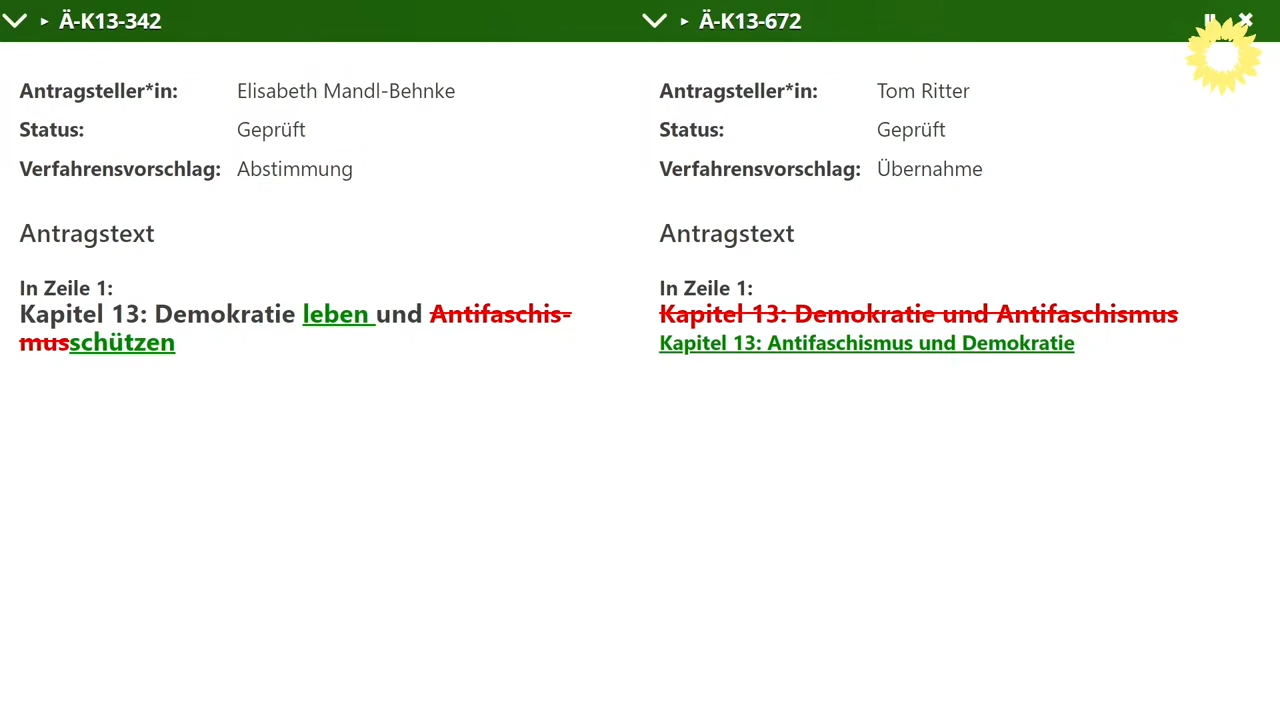 Ä-K13-342
Antragsteller*in: Elisabeth Mandl-Behnke
Status: Geprüft
Verfahrensvorschlag: Abstimmung
Antragstext
In Zeile 1:
Kapitel 13: Demokratie leben und Antifaschis-
musschützen
Ä-K13-672
Antragsteller*in: Tom Ritter
Status: Geprüft
Verfahrensvorschlag: Übernahme
Antragstext
In Zeile 1:
Kapitel 13: Demokratie und Antifaschismus
Kapitel 13: Antifaschismus und Demokratie